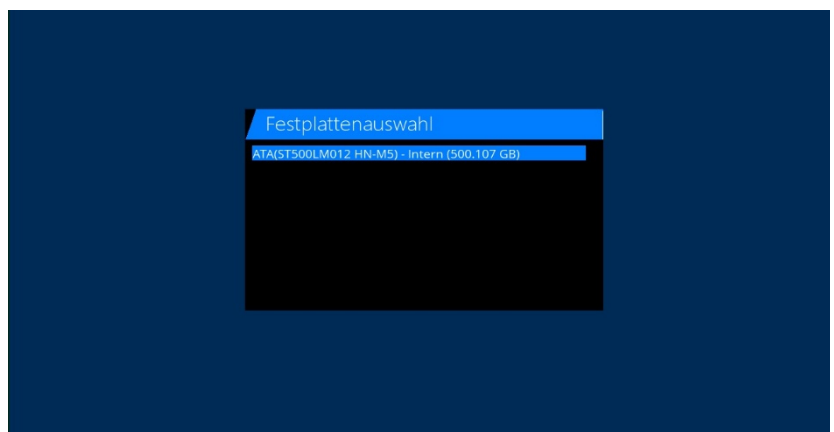 Festplattenauswahl
ATA(ST500LM012 HN-M5) - Intern (500.107 GB)